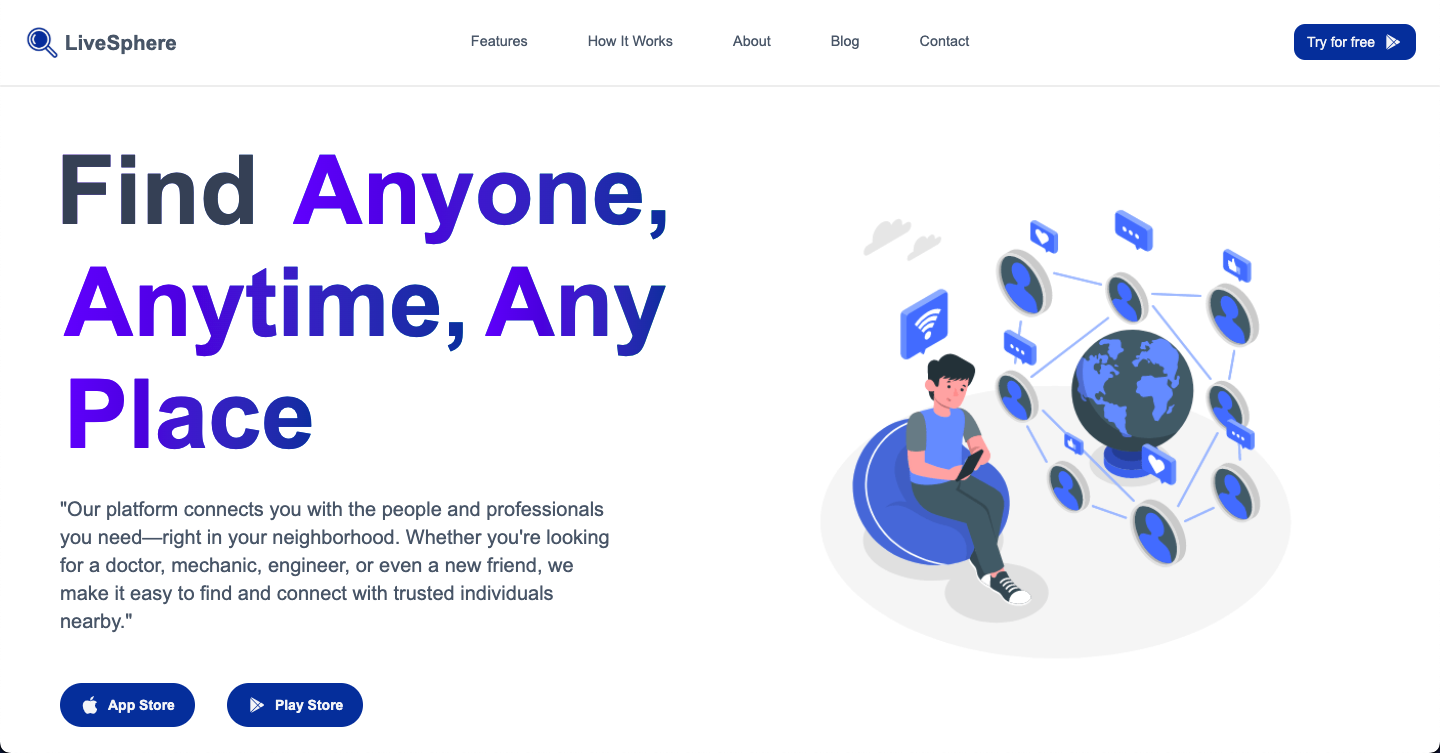 LiveSphere
Features
How It Works
About
Blog
Contact
Try for free
Find Anyone,
Anytime, Any
Place
"Our platform connects you with the people and professionals
you need—right in your neighborhood. Whether you're looking
for a doctor, mechanic, engineer, or even a new friend, we
make it easy to find and connect with trusted individuals
nearby."
App Store
Play Store